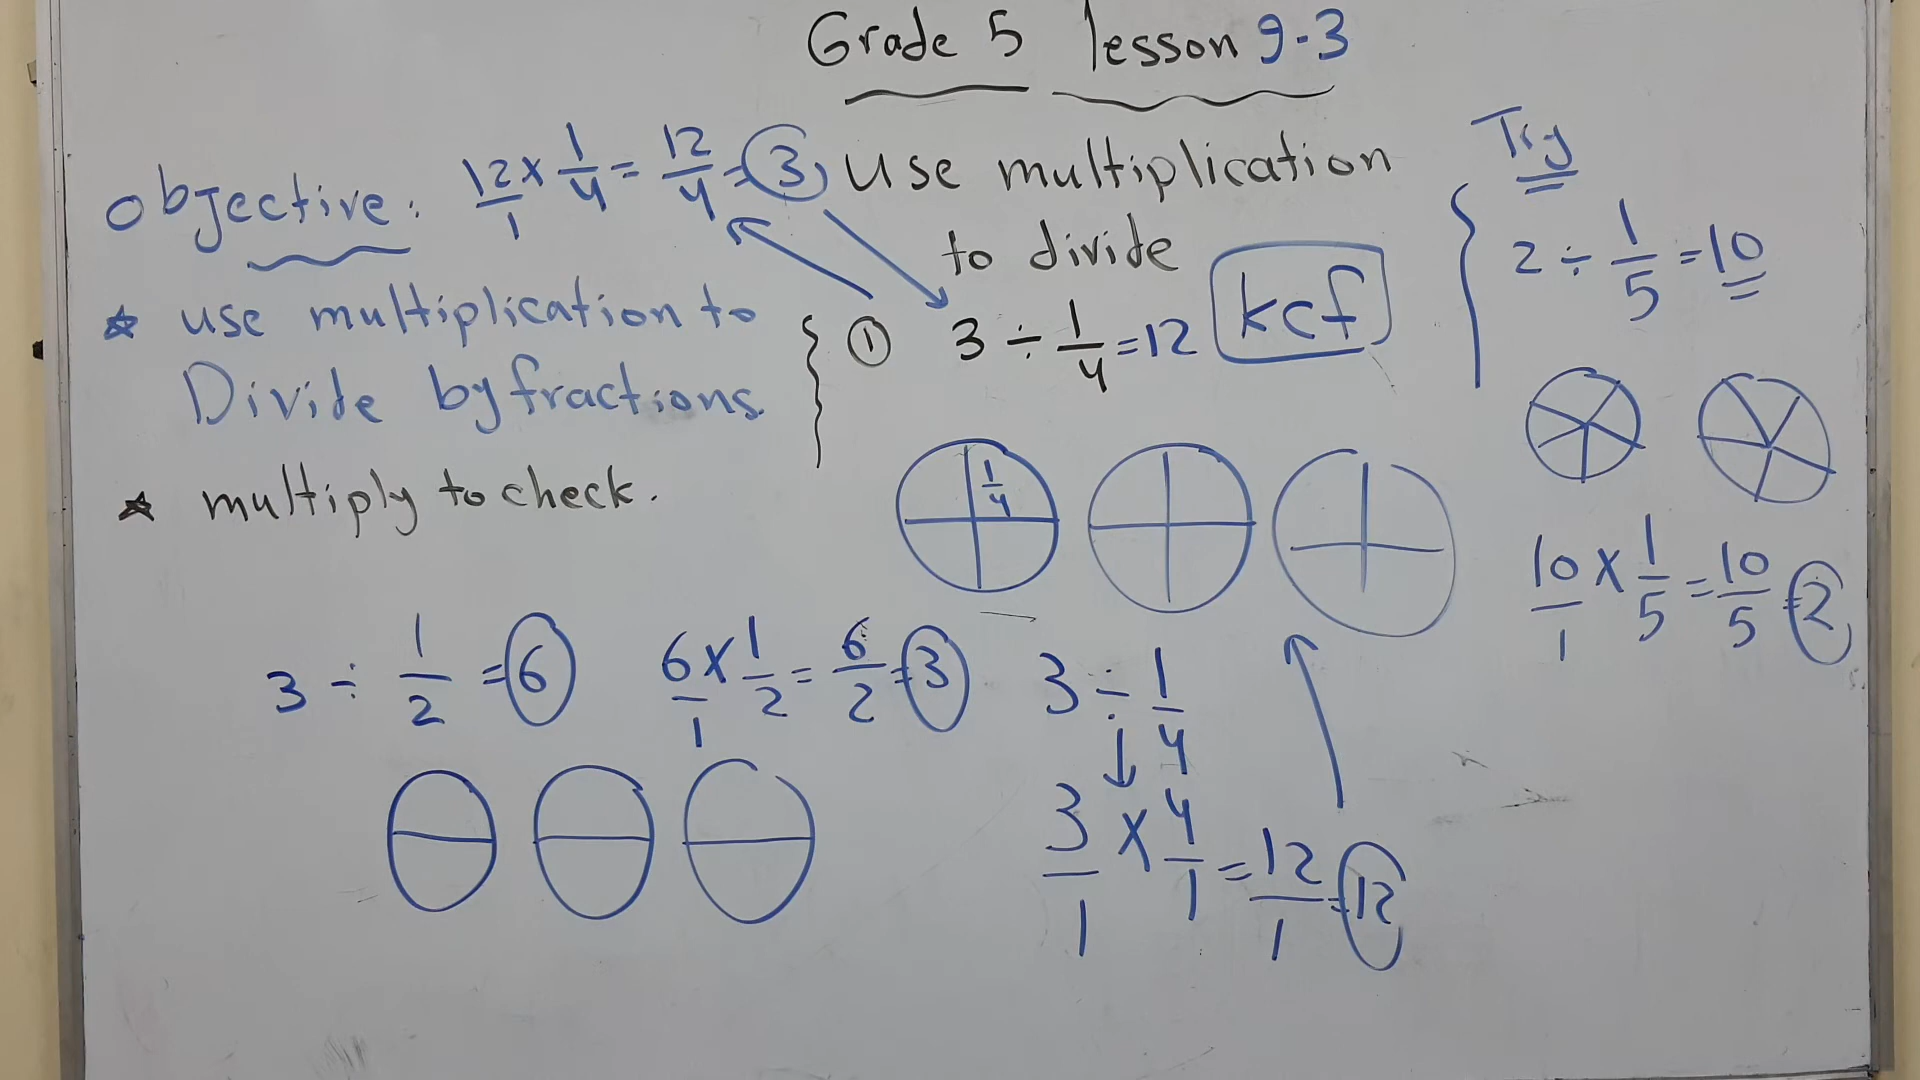 Grade 5 lesson 9-3
objective:
* use multiplication to
Divide by fractions.
* multiply to check.
12/1 × 1/4 = 12/4 = 3
use multiplication
to divide
① 3 ÷ 1/4 = 12
kcf
1/4
Try
2 ÷ 1/5 = 10
10/1 × 1/5 = 10/5 = 2
3 ÷ 1/2 = 6
6/1 × 1/2 = 6/2 = 3
3 ÷ 1/4
3/1 × 4/1 = 12/1 = 12